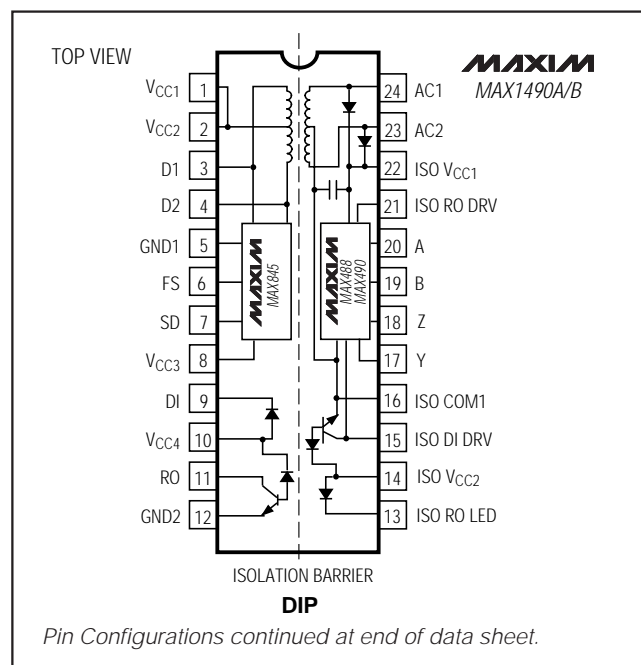 TOP VIEW
MAXIM
MAX1490A/B
VCC1 1
VCC2 2
D1 3
D2 4
GND1 5
FS 6
SD 7
VCC3 8
DI 9
VCC4 10
RO 11
GND2 12
24 AC1
23 AC2
22 ISO VCC1
21 ISO RO DRV
20 A
19 B
18 Z
17 Y
16 ISO COM1
15 ISO DI DRV
14 ISO VCC2
13 ISO RO LED
MAXIM
MAX845
MAXIM
MAX488
MAX490
ISOLATION BARRIER
DIP
Pin Configurations continued at end of data sheet.